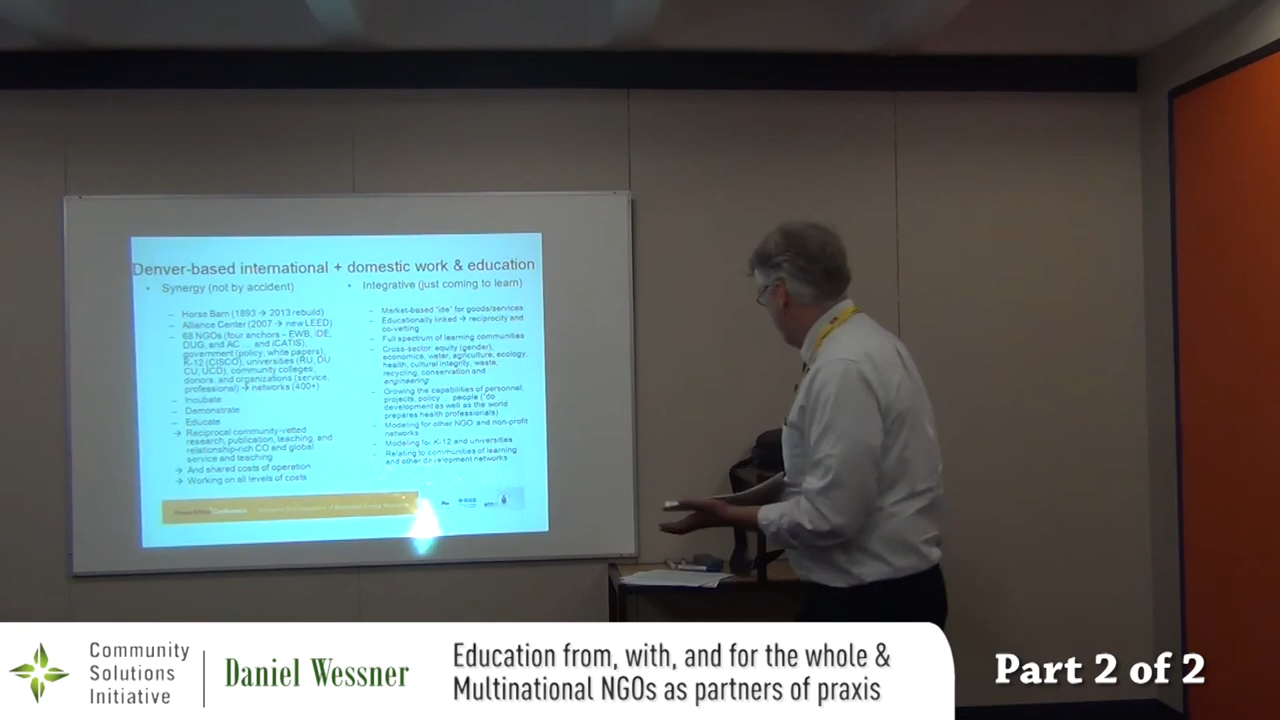 Denver-based international + domestic work & education
• Synergy (not by accident)
– Horse Barn (1893 → 2013 rebuild)
– Alliance Center (2007 → new LEED)
– 68 NGOs (four anchors – EWB, iDE,
DUG, and AC ... and iCATIS),
government (policy, white papers),
K-12 (CISCO), universities (RU, DU,
CU, UCD), community colleges,
donors, and organizations (service,
professional) → networks (400+)
– Incubate
– Demonstrate
– Educate
→ Reciprocal community-vetted
research, publication, teaching, and
relationship-rich CO and global
service and teaching
→ And shared costs of operation
→ Working on all levels of costs
• Integrative (just coming to learn)
– Market-based "ide" for goods/services
– Educationally linked → reciprocity and
co-vetting
– Full spectrum of learning communities
– Cross-sector: equity (gender),
economics, water, agriculture, ecology,
health, cultural integrity, waste,
recycling, conservation and
engineering
– Growing the capabilities of personnel,
projects, policy ... people ("do
development as well as the world
prepares health professionals)
– Modeling for other NGO and non-profit
networks
– Modeling for K-12 and universities
– Relating to communities of learning
and other development networks
Conference
IEEE
Community
Solutions
Initiative
Daniel Wessner
Education from, with, and for the whole &
Multinational NGOs as partners of praxis
Part 2 of 2